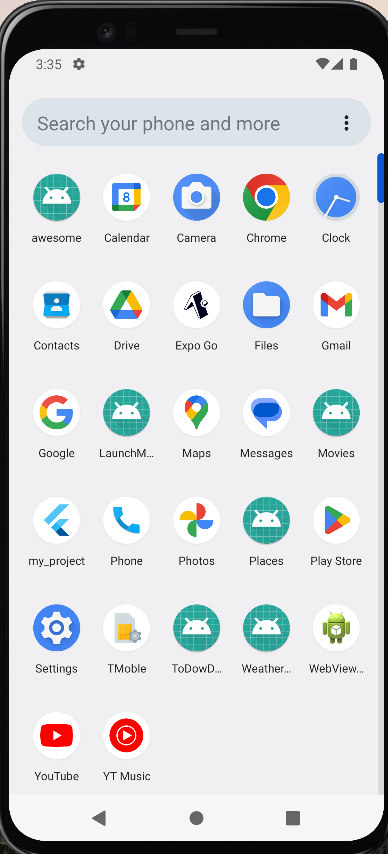 3:35
Search your phone and more
awesome Calendar Camera Chrome Clock
Contacts Drive Expo Go Files Gmail
Google LaunchM... Maps Messages Movies
my_project Phone Photos Places Play Store
Settings TMoble ToDowD... Weather... WebView...
YouTube YT Music
8